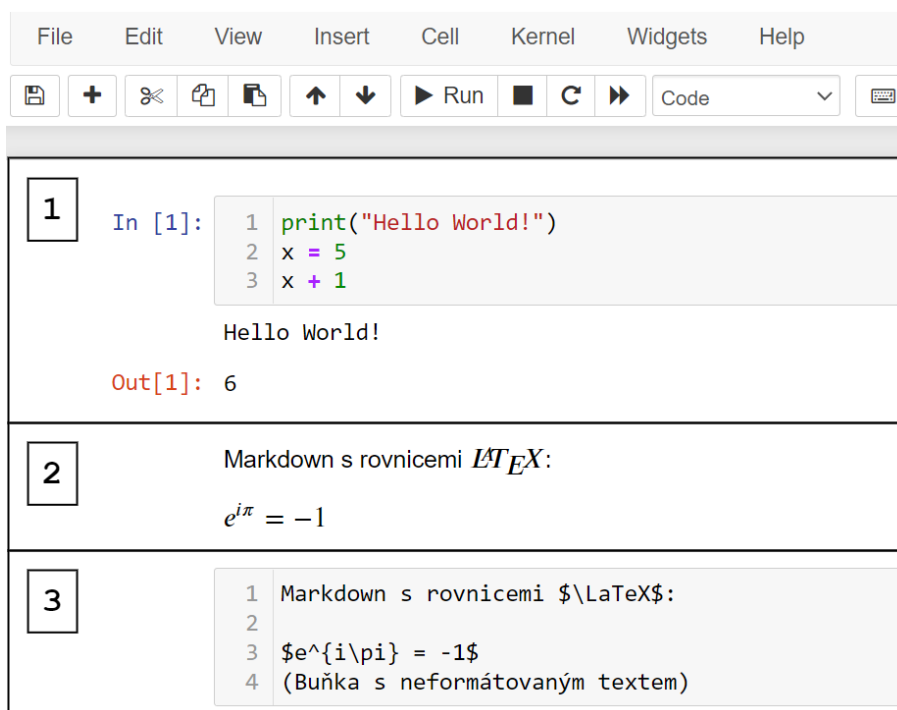 File Edit View Insert Cell Kernel Widgets Help
Run Code
1
In [1]:
1 print("Hello World!")
2 x = 5
3 x + 1
Hello World!
Out[1]: 6
2
Markdown s rovnicemi LATEX:
e^{iπ} = −1
3
1 Markdown s rovnicemi $\LaTeX$:
2
3 $e^{i\pi} = -1$
4 (Buňka s neformátovaným textem)